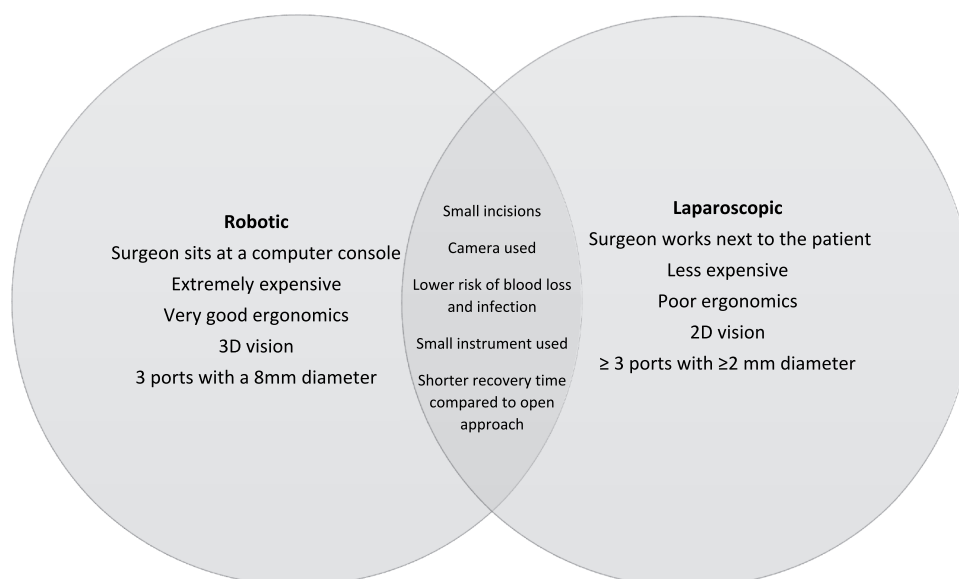 Robotic
Surgeon sits at a computer console
Extremely expensive
Very good ergonomics
3D vision
3 ports with a 8mm diameter
Small incisions
Camera used
Lower risk of blood loss
and infection
Small instrument used
Shorter recovery time
compared to open
approach
Laparoscopic
Surgeon works next to the patient
Less expensive
Poor ergonomics
2D vision
≥ 3 ports with ≥2 mm diameter